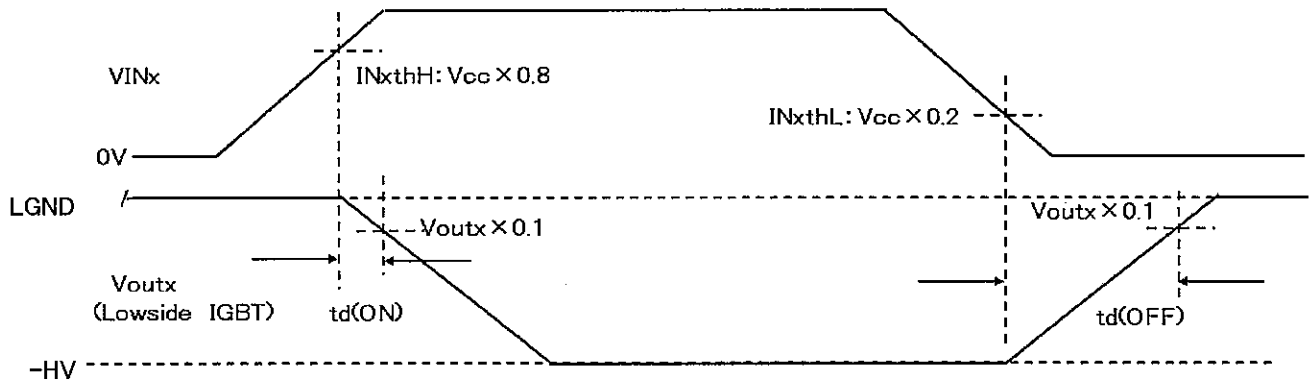 VINx
INxthH: Vcc×0.8
INxthL: Vcc×0.2
0V
LGND
Voutx×0.1
Voutx×0.1
Voutx
(Lowside IGBT)
td(ON)
td(OFF)
-HV